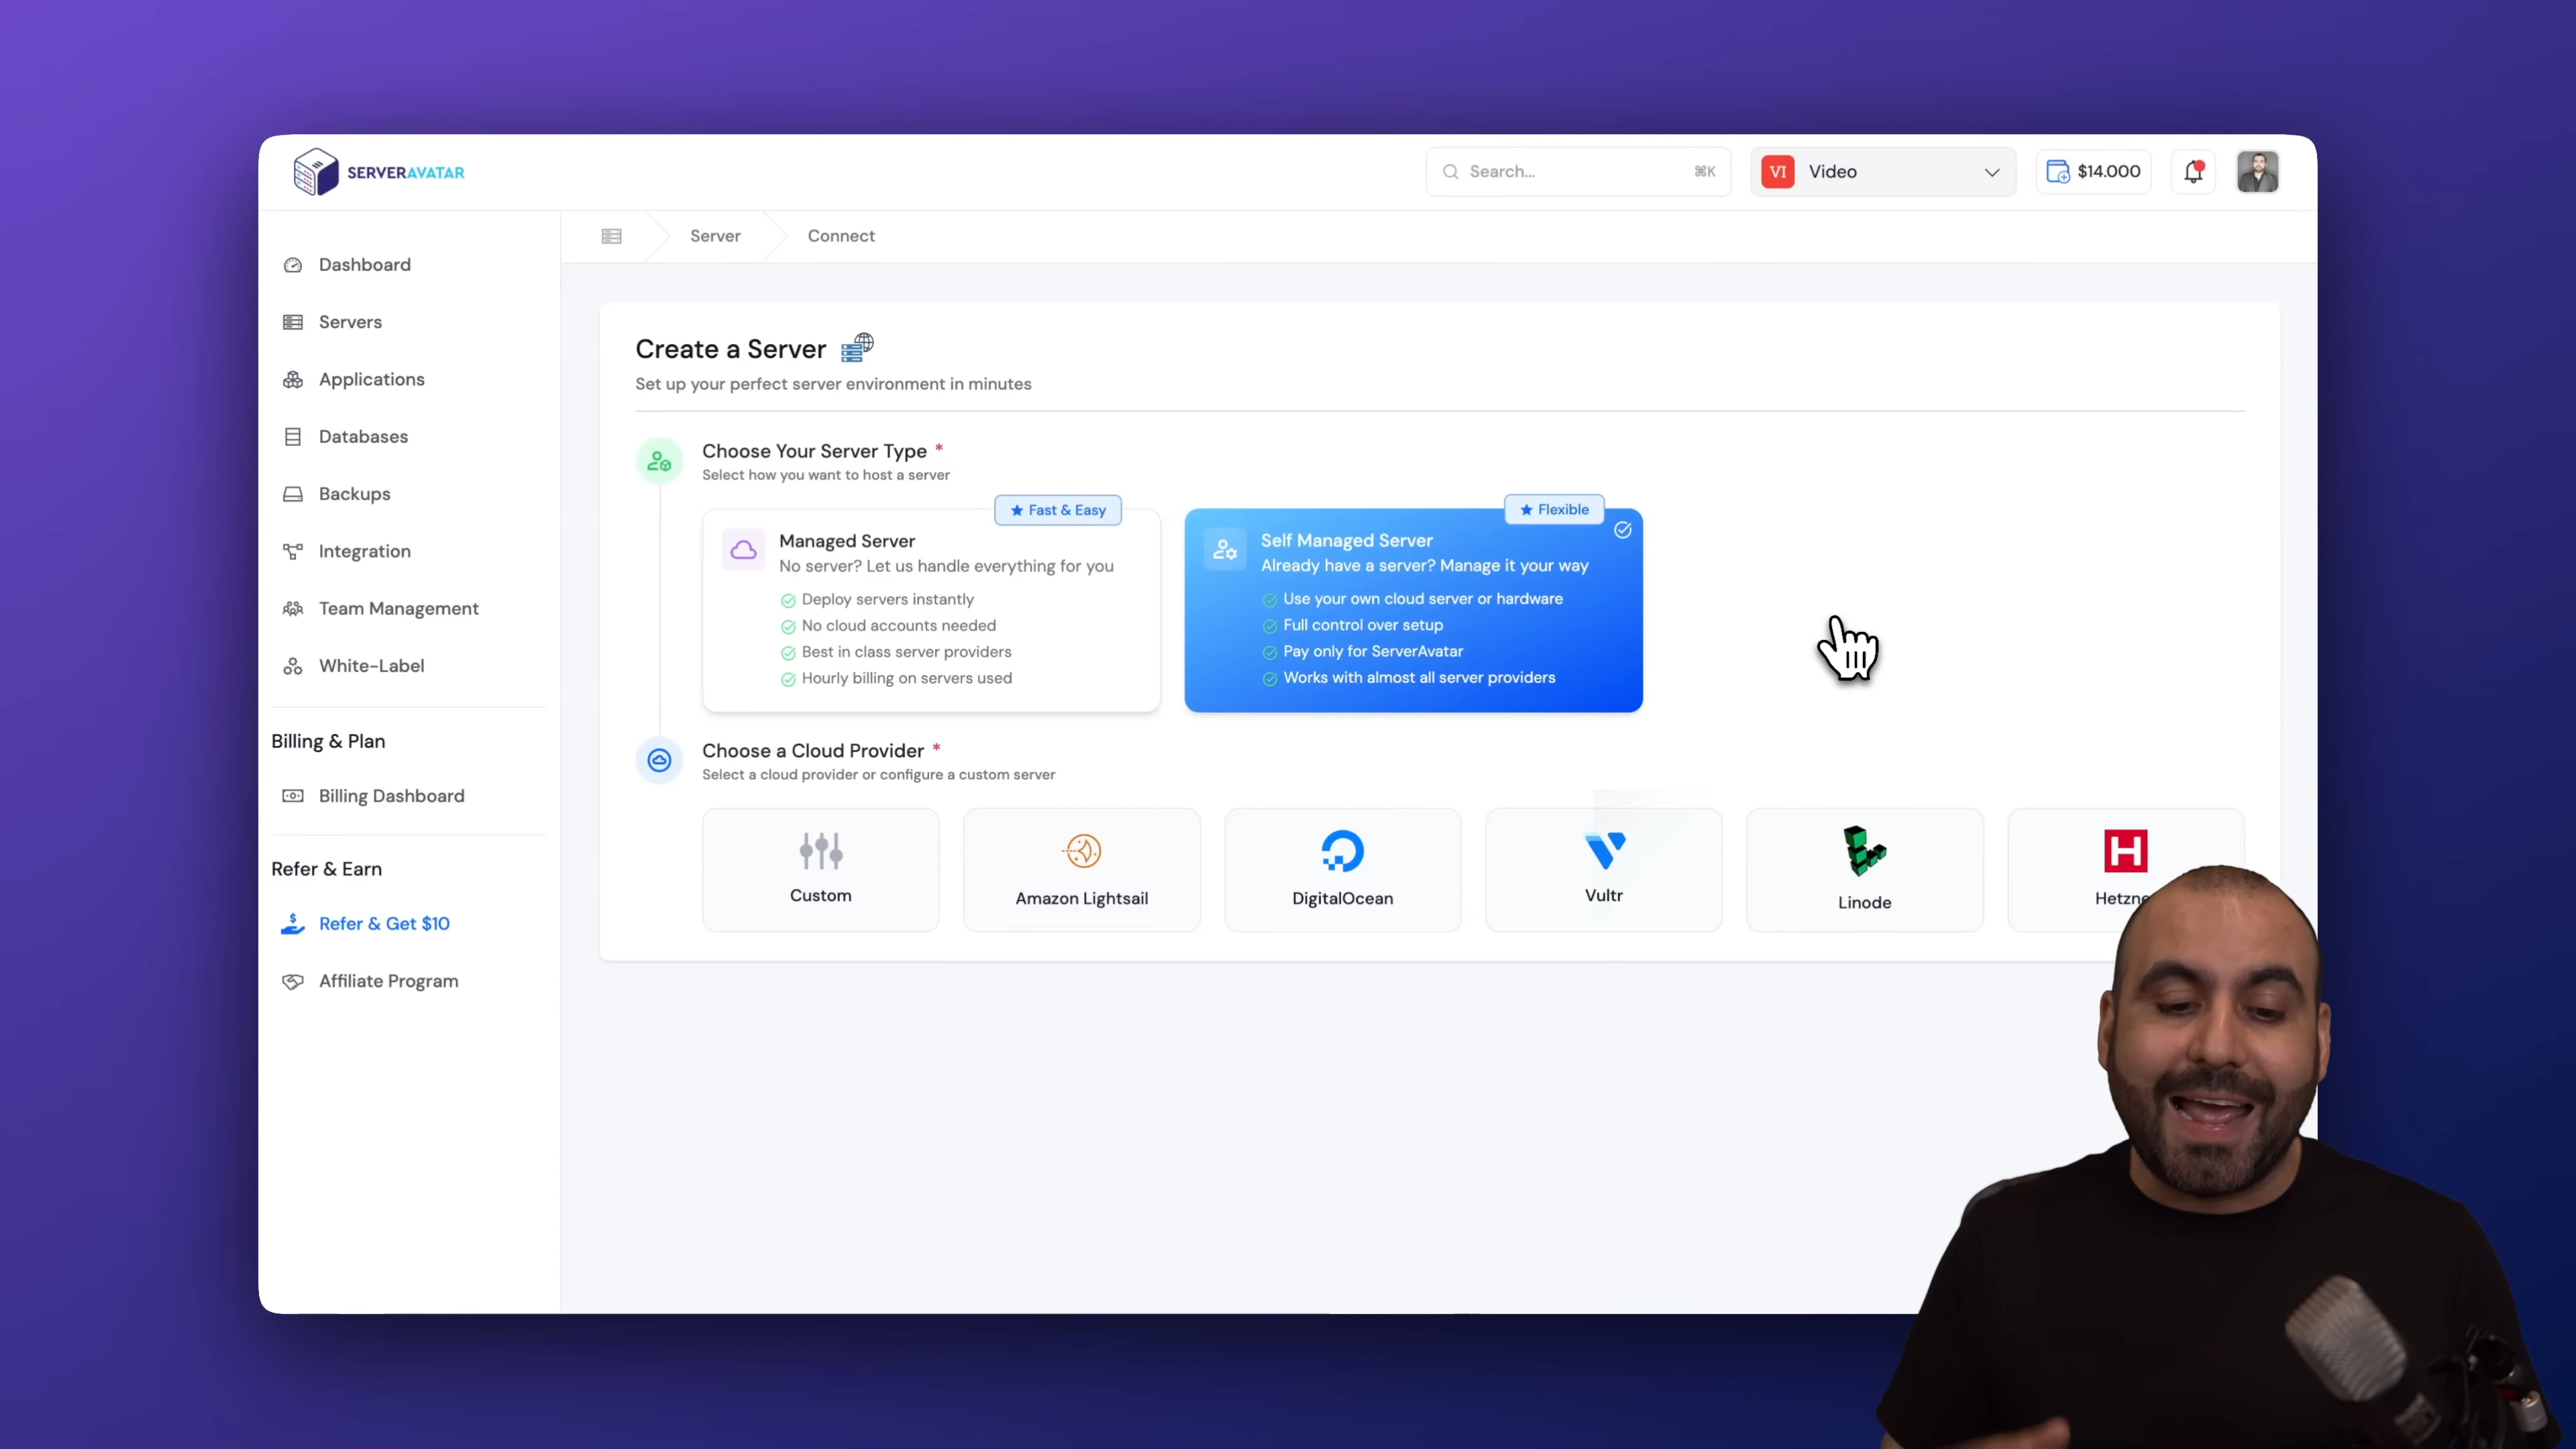 SERVERAVATAR
Search...
⌘K
VI
Video
$14.000
Server
Connect
Dashboard
Servers
Applications
Databases
Backups
Integration
Team Management
White-Label
Billing & Plan
Billing Dashboard
Refer & Earn
Refer & Get $10
Affiliate Program
Create a Server
Set up your perfect server environment in minutes
Choose Your Server Type *
Select how you want to host a server
Fast & Easy
Managed Server
No server? Let us handle everything for you
Deploy servers instantly
No cloud accounts needed
Best in class server providers
Hourly billing on servers used
Flexible
Self Managed Server
Already have a server? Manage it your way
Use your own cloud server or hardware
Full control over setup
Pay only for ServerAvatar
Works with almost all server providers
Choose a Cloud Provider *
Select a cloud provider or configure a custom server
Custom
Amazon Lightsail
DigitalOcean
Vultr
Linode
H
Hetzne